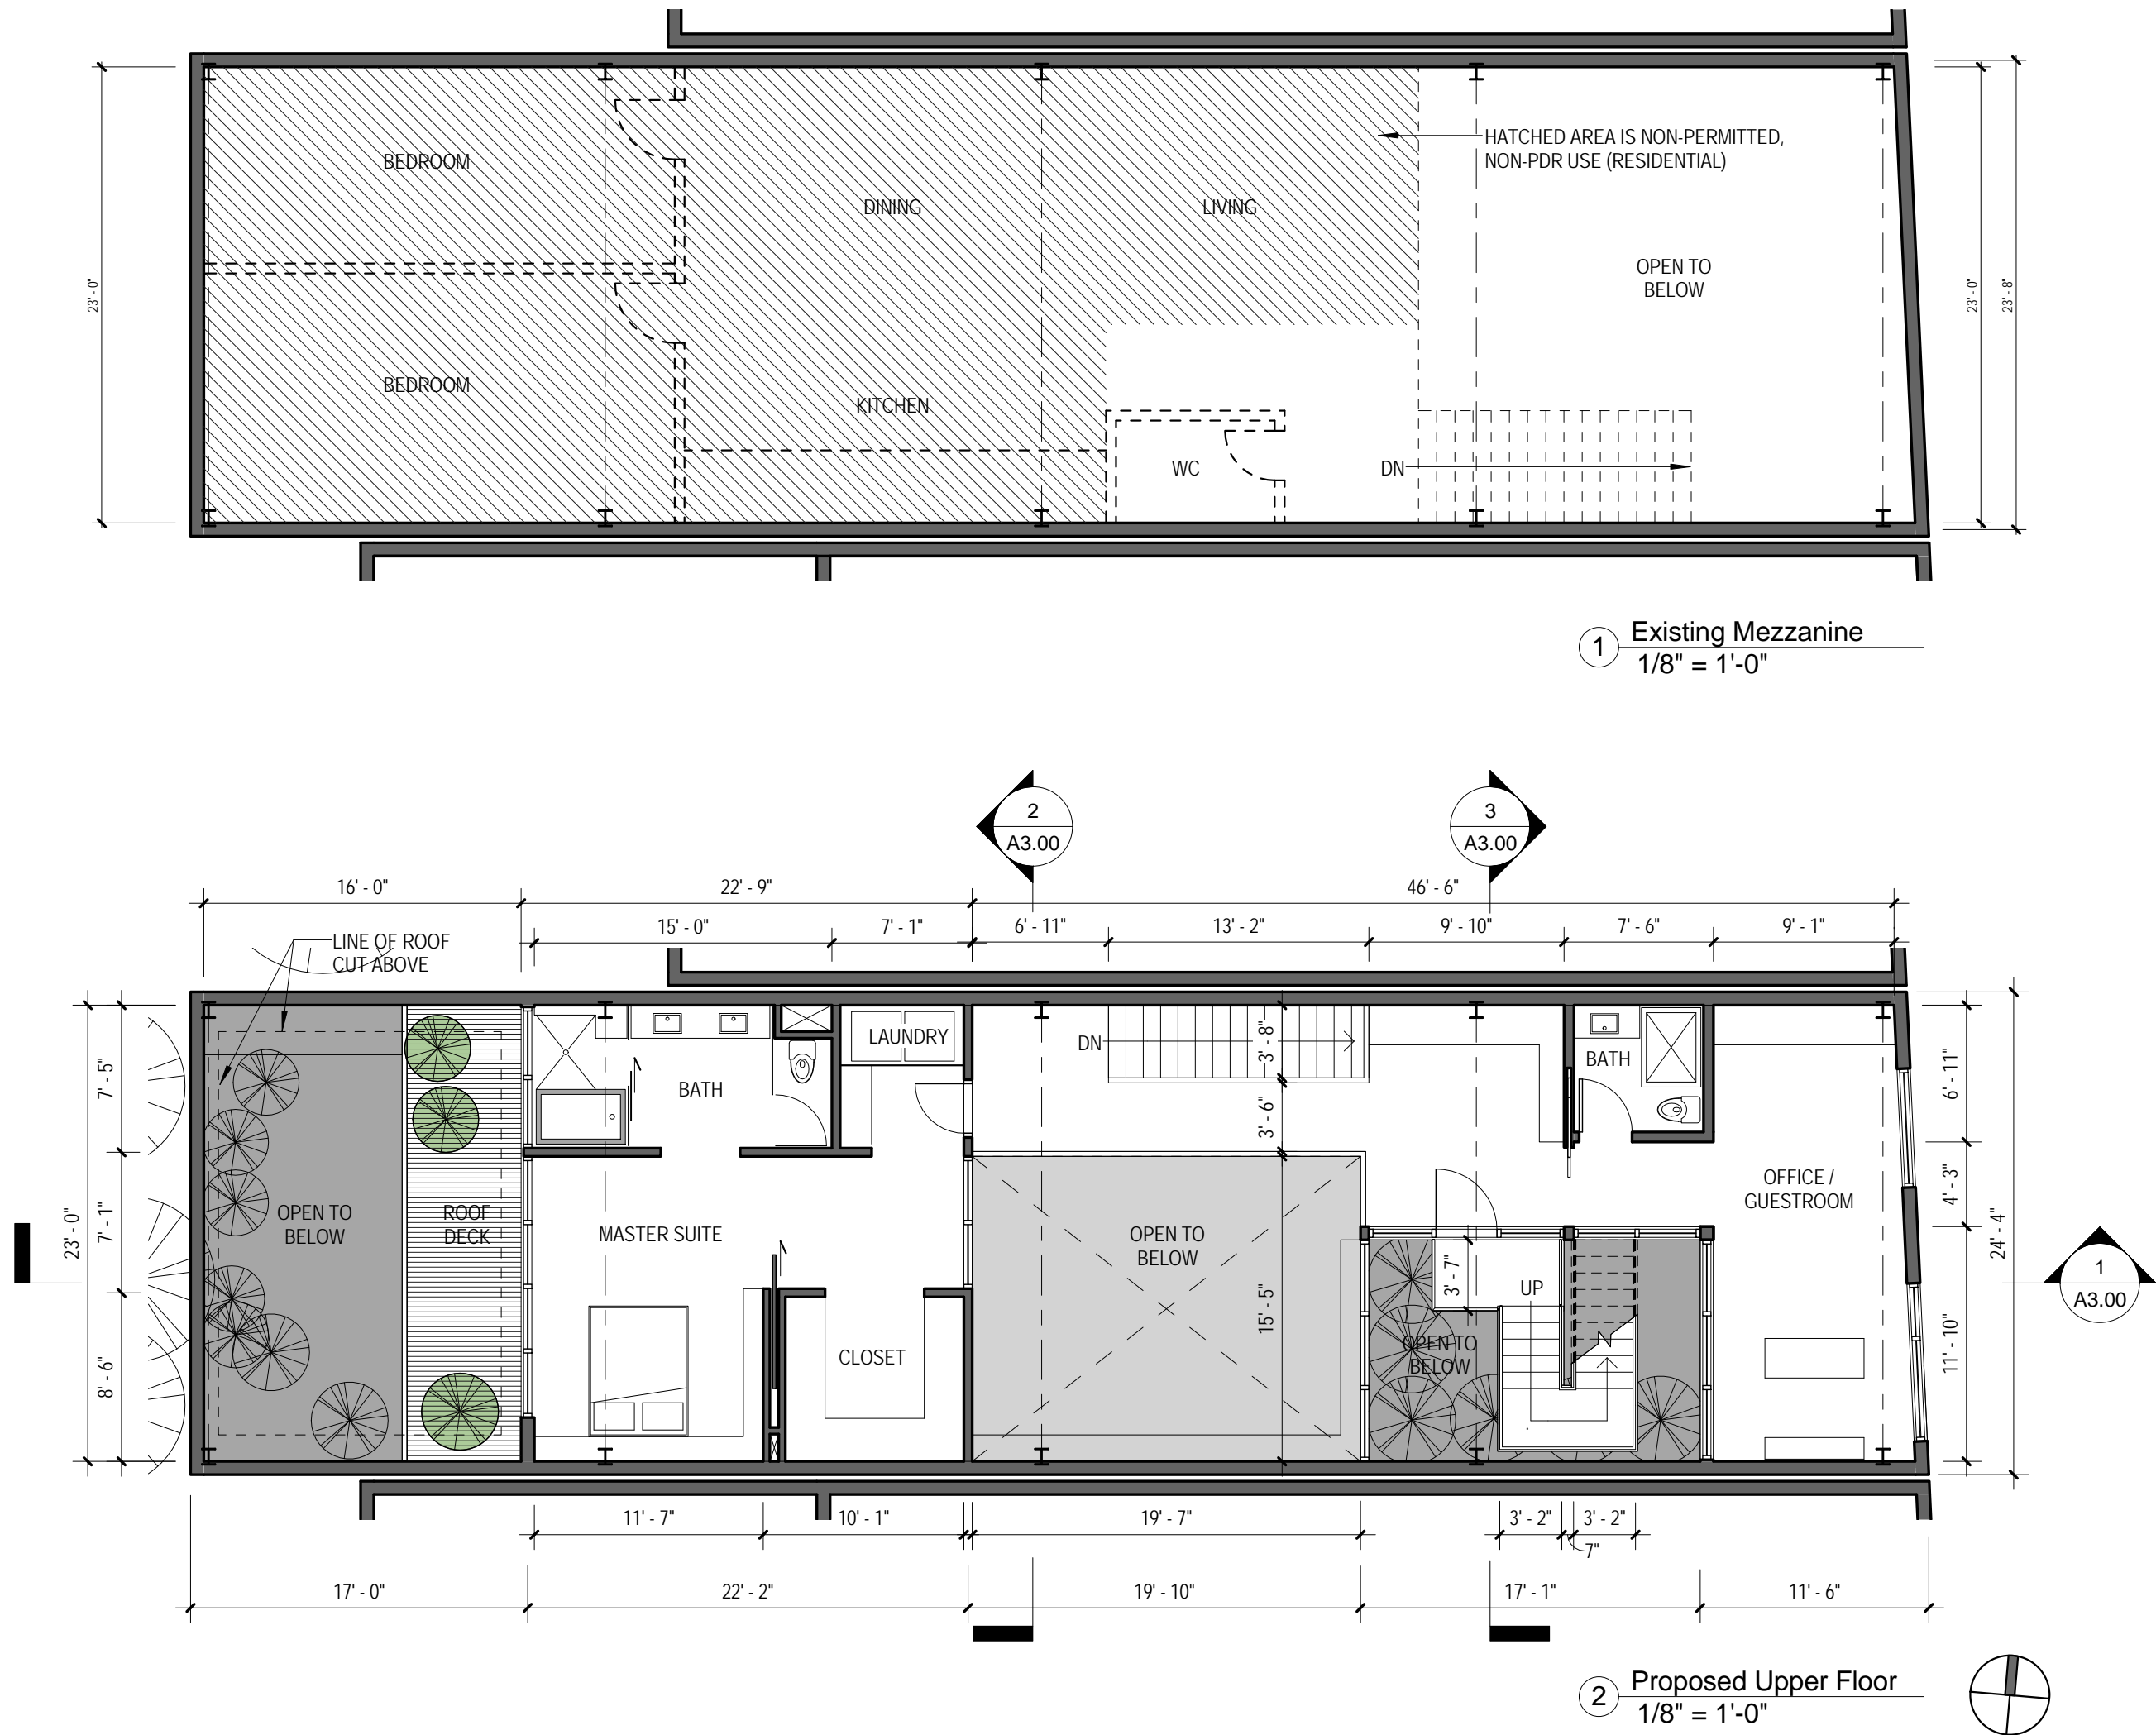 BEDROOM
BEDROOM
DINING
KITCHEN
LIVING
WC
DN
HATCHED AREA IS NON-PERMITTED,
NON-PDR USE (RESIDENTIAL)
OPEN TO
BELOW
23' - 0"
23' - 0"
23' - 8"
1
Existing Mezzanine
1/8" = 1'-0"
2
A3.00
3
A3.00
16' - 0"
22' - 9"
46' - 6"
15' - 0"
7' - 1"
6' - 11"
13' - 2"
9' - 10"
7' - 6"
9' - 1"
LINE OF ROOF
CUT ABOVE
23' - 0"
7' - 5"
7' - 1"
8' - 6"
OPEN TO
BELOW
ROOF
DECK
BATH
LAUNDRY
MASTER SUITE
CLOSET
DN
3' - 8"
3' - 6"
15' - 5"
OPEN TO
BELOW
BATH
OFFICE /
GUESTROOM
3' - 7"
UP
OPEN TO
BELOW
6' - 11"
4' - 3"
11' - 10"
24' - 4"
1
A3.00
11' - 7"
10' - 1"
19' - 7"
3' - 2"
3' - 2"
7"
17' - 0"
22' - 2"
19' - 10"
17' - 1"
11' - 6"
2
Proposed Upper Floor
1/8" = 1'-0"